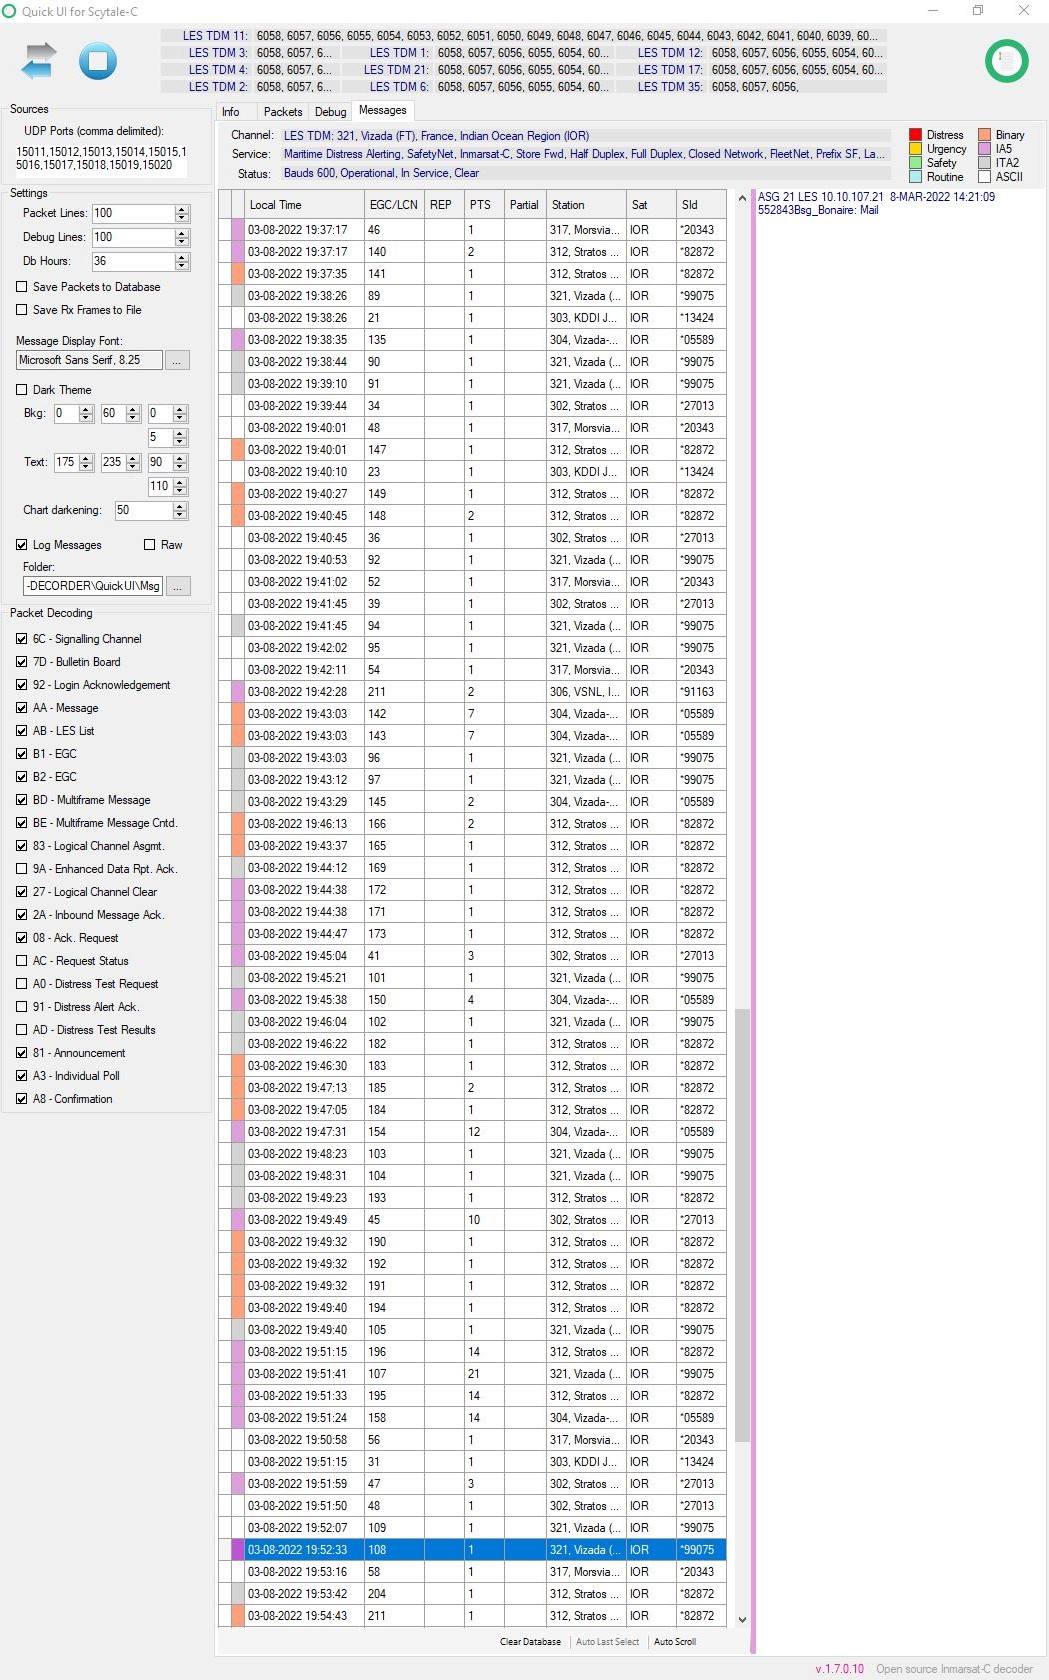 Quick UI for Scytale-C
LES TDM 11: 6058, 6057, 6056, 6055, 6054, 6053, 6052, 6051, 6050, 6049, 6048, 6047, 6046, 6045, 6044, 6043, 6042, 6041, 6040, 6039, 60...
LES TDM 3: 6058, 6057, 6... LES TDM 1: 6058, 6057, 6056, 6055, 6054, 60... LES TDM 12: 6058, 6057, 6056, 6055, 6054, 60...
LES TDM 4: 6058, 6057, 6... LES TDM 21: 6058, 6057, 6056, 6055, 6054, 60... LES TDM 17: 6058, 6057, 6056, 6055, 6054, 60...
LES TDM 2: 6058, 6057, 6... LES TDM 6: 6058, 6057, 6056, 6055, 6054, 60... LES TDM 35: 6058, 6057, 6056,
Sources
UDP Ports (comma delimited):
15011,15012,15013,15014,15015,1
5016,15017,15018,15019,15020
Settings
Packet Lines: 100
Debug Lines: 100
Db Hours: 36
Save Packets to Database
Save Rx Frames to File
Message Display Font:
Microsoft Sans Serif, 8.25 ...
Dark Theme
Bkg: 0 60 0
5
Text: 175 235 90
110
Chart darkening: 50
Log Messages Raw
Folder:
-DECORDER\QuickUI\Msg ...
Packet Decoding
6C - Signalling Channel
7D - Bulletin Board
92 - Login Acknowledgement
AA - Message
AB - LES List
B1 - EGC
B2 - EGC
BD - Multiframe Message
BE - Multiframe Message Cntd.
83 - Logical Channel Asgmt.
9A - Enhanced Data Rpt. Ack.
27 - Logical Channel Clear
2A - Inbound Message Ack.
08 - Ack. Request
AC - Request Status
A0 - Distress Test Request
91 - Distress Alert Ack.
AD - Distress Test Results
81 - Announcement
A3 - Individual Poll
A8 - Confirmation
Info Packets Debug Messages
Channel: LES TDM: 321, Vizada (FT), France, Indian Ocean Region (IOR)
Service: Maritime Distress Alerting, SafetyNet, Inmarsat-C, Store Fwd, Half Duplex, Full Duplex, Closed Network, FleetNet, Prefix SF, La...
Status: Bauds 600, Operational, In Service, Clear
Distress Binary
Urgency IA5
Safety ITA2
Routine ASCII
Local Time EGC/LCN REP PTS Partial Station Sat SId
03-08-2022 19:37:17 46 1 317, Morsvia... IOR *20343
03-08-2022 19:37:17 140 2 312, Stratos ... IOR *82872
03-08-2022 19:37:35 141 1 312, Stratos ... IOR *82872
03-08-2022 19:38:26 89 1 321, Vizada (... IOR *99075
03-08-2022 19:38:26 21 1 303, KDDI J... IOR *13424
03-08-2022 19:38:35 135 1 304, Vizada-... IOR *05589
03-08-2022 19:38:44 90 1 321, Vizada (... IOR *99075
03-08-2022 19:39:10 91 1 321, Vizada (... IOR *99075
03-08-2022 19:39:44 34 1 302, Stratos ... IOR *27013
03-08-2022 19:40:01 48 1 317, Morsvia... IOR *20343
03-08-2022 19:40:01 147 1 312, Stratos ... IOR *82872
03-08-2022 19:40:10 23 1 303, KDDI J... IOR *13424
03-08-2022 19:40:27 149 1 312, Stratos ... IOR *82872
03-08-2022 19:40:45 148 2 312, Stratos ... IOR *82872
03-08-2022 19:40:45 36 1 302, Stratos ... IOR *27013
03-08-2022 19:40:53 92 1 321, Vizada (... IOR *99075
03-08-2022 19:41:02 52 1 317, Morsvia... IOR *20343
03-08-2022 19:41:45 39 1 302, Stratos ... IOR *27013
03-08-2022 19:41:45 94 1 321, Vizada (... IOR *99075
03-08-2022 19:42:02 95 1 321, Vizada (... IOR *99075
03-08-2022 19:42:11 54 1 317, Morsvia... IOR *20343
03-08-2022 19:42:28 211 2 306, VSNL, I... IOR *91163
03-08-2022 19:43:03 142 7 304, Vizada-... IOR *05589
03-08-2022 19:43:03 143 7 304, Vizada-... IOR *05589
03-08-2022 19:43:03 96 1 321, Vizada (... IOR *99075
03-08-2022 19:43:12 97 1 321, Vizada (... IOR *99075
03-08-2022 19:43:29 145 2 304, Vizada-... IOR *05589
03-08-2022 19:46:13 166 2 312, Stratos ... IOR *82872
03-08-2022 19:43:37 165 1 312, Stratos ... IOR *82872
03-08-2022 19:44:12 169 1 312, Stratos ... IOR *82872
03-08-2022 19:44:38 172 1 312, Stratos ... IOR *82872
03-08-2022 19:44:38 171 1 312, Stratos ... IOR *82872
03-08-2022 19:44:47 173 1 312, Stratos ... IOR *82872
03-08-2022 19:45:04 41 3 302, Stratos ... IOR *27013
03-08-2022 19:45:21 101 1 321, Vizada (... IOR *99075
03-08-2022 19:45:38 150 4 304, Vizada-... IOR *05589
03-08-2022 19:46:04 102 1 321, Vizada (... IOR *99075
03-08-2022 19:46:22 182 1 312, Stratos ... IOR *82872
03-08-2022 19:46:30 183 1 312, Stratos ... IOR *82872
03-08-2022 19:47:13 185 2 312, Stratos ... IOR *82872
03-08-2022 19:47:05 184 1 312, Stratos ... IOR *82872
03-08-2022 19:47:31 154 12 304, Vizada-... IOR *05589
03-08-2022 19:48:23 103 1 321, Vizada (... IOR *99075
03-08-2022 19:48:31 104 1 321, Vizada (... IOR *99075
03-08-2022 19:49:23 193 1 312, Stratos ... IOR *82872
03-08-2022 19:49:49 45 10 302, Stratos ... IOR *27013
03-08-2022 19:49:32 190 1 312, Stratos ... IOR *82872
03-08-2022 19:49:32 192 1 312, Stratos ... IOR *82872
03-08-2022 19:49:32 191 1 312, Stratos ... IOR *82872
03-08-2022 19:49:40 194 1 312, Stratos ... IOR *82872
03-08-2022 19:49:40 105 1 321, Vizada (... IOR *99075
03-08-2022 19:51:15 196 14 312, Stratos ... IOR *82872
03-08-2022 19:51:41 107 21 321, Vizada (... IOR *99075
03-08-2022 19:51:33 195 14 312, Stratos ... IOR *82872
03-08-2022 19:51:24 158 14 304, Vizada-... IOR *05589
03-08-2022 19:50:58 56 1 317, Morsvia... IOR *20343
03-08-2022 19:51:15 31 1 303, KDDI J... IOR *13424
03-08-2022 19:51:59 47 3 302, Stratos ... IOR *27013
03-08-2022 19:51:50 48 1 302, Stratos ... IOR *27013
03-08-2022 19:52:07 109 1 321, Vizada (... IOR *99075
03-08-2022 19:52:33 108 1 321, Vizada (... IOR *99075
03-08-2022 19:53:16 58 1 317, Morsvia... IOR *20343
03-08-2022 19:53:42 204 1 312, Stratos ... IOR *82872
03-08-2022 19:54:43 211 1 312, Stratos ... IOR *82872
ASG 21 LES 10.10.107.21 8-MAR-2022 14:21:09
552843Bsg_Bonaire: Mail
Clear Database Auto Last Select Auto Scroll
v.1.7.0.10 Open source Inmarsat-C decoder